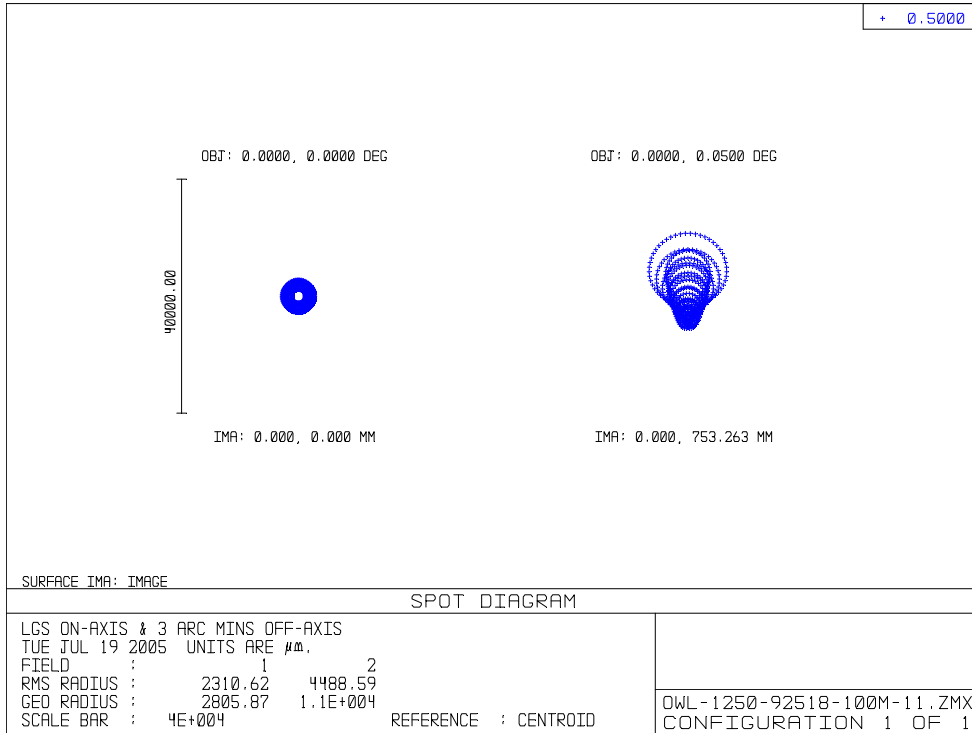 + 0.5000
OBJ: 0.0000, 0.0000 DEG
OBJ: 0.0000, 0.0500 DEG
40000.00
IMA: 0.000, 0.000 MM
IMA: 0.000, 753.263 MM
SURFACE IMA: IMAGE
SPOT DIAGRAM
LGS ON-AXIS & 3 ARC MINS OFF-AXIS
TUE JUL 19 2005 UNITS ARE µm.
FIELD : 1 2
RMS RADIUS : 2310.62 4488.59
GEO RADIUS : 2805.87 1.1E+004
SCALE BAR : 4E+004 REFERENCE : CENTROID
OWL-1250-92518-100M-11.ZMX
CONFIGURATION 1 OF 1